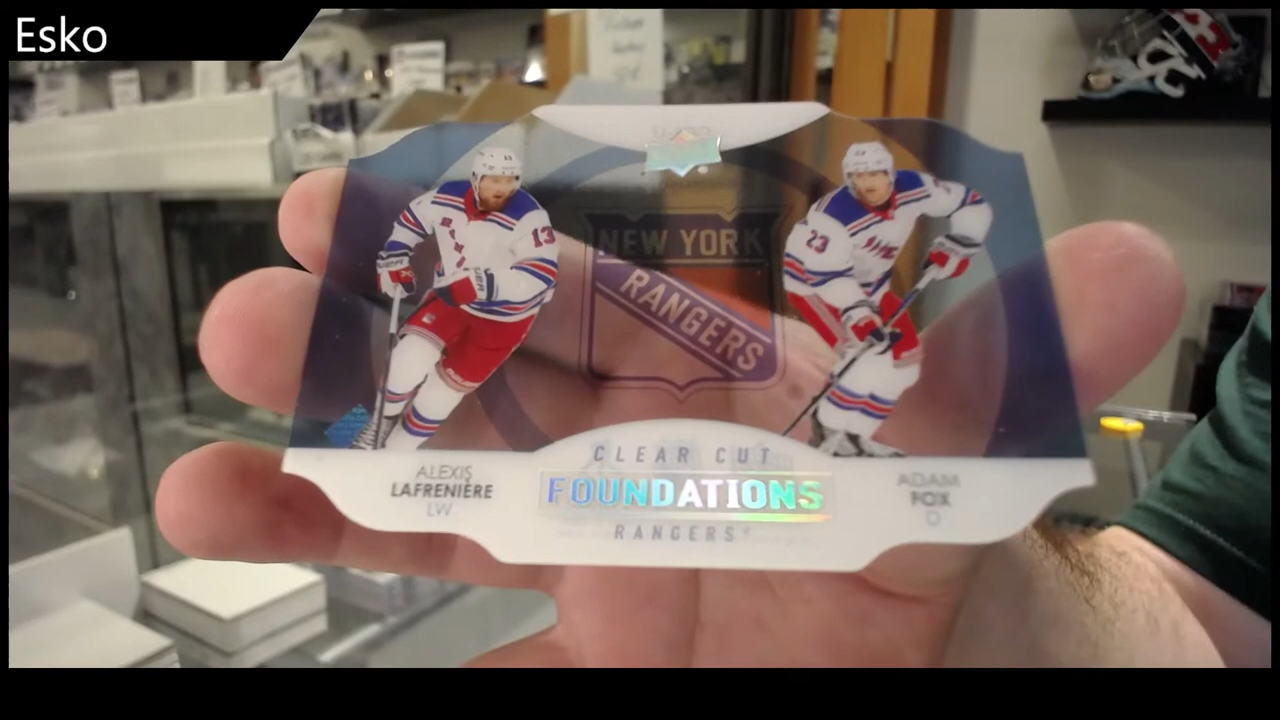 Esko
NEW YORK
RANGERS
13
23
CLEAR CUT
FOUNDATIONS
RANGERS
ALEXIS
LAFRENIÈRE
LW
ADAM
FOX
D